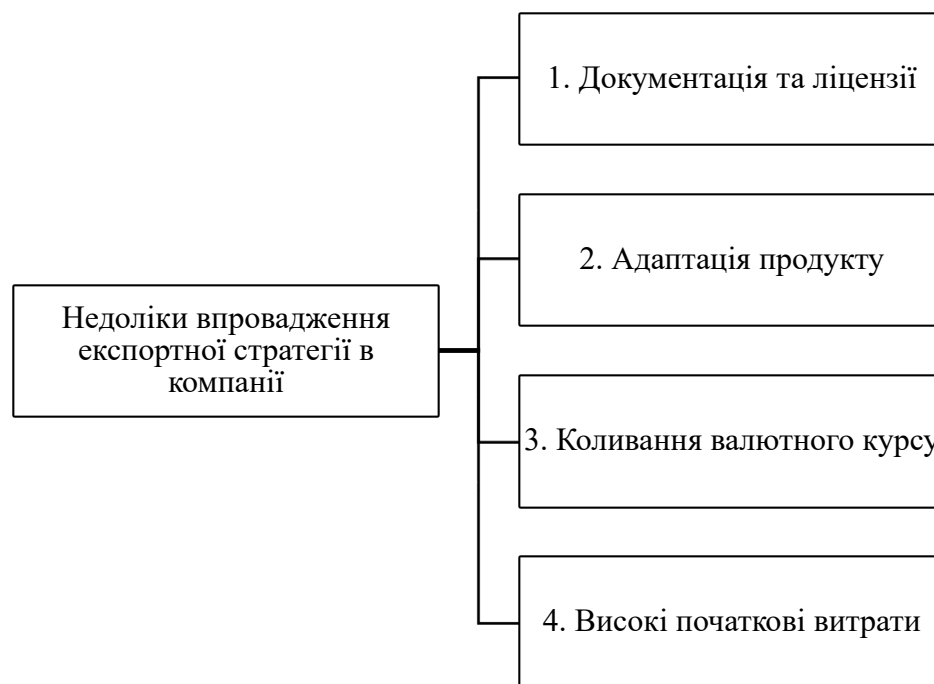 1. Документація та ліцензії
2. Адаптація продукту
Недоліки впровадження
експортної стратегії в
компанії
3. Коливання валютного курсу
4. Високі початкові витрати